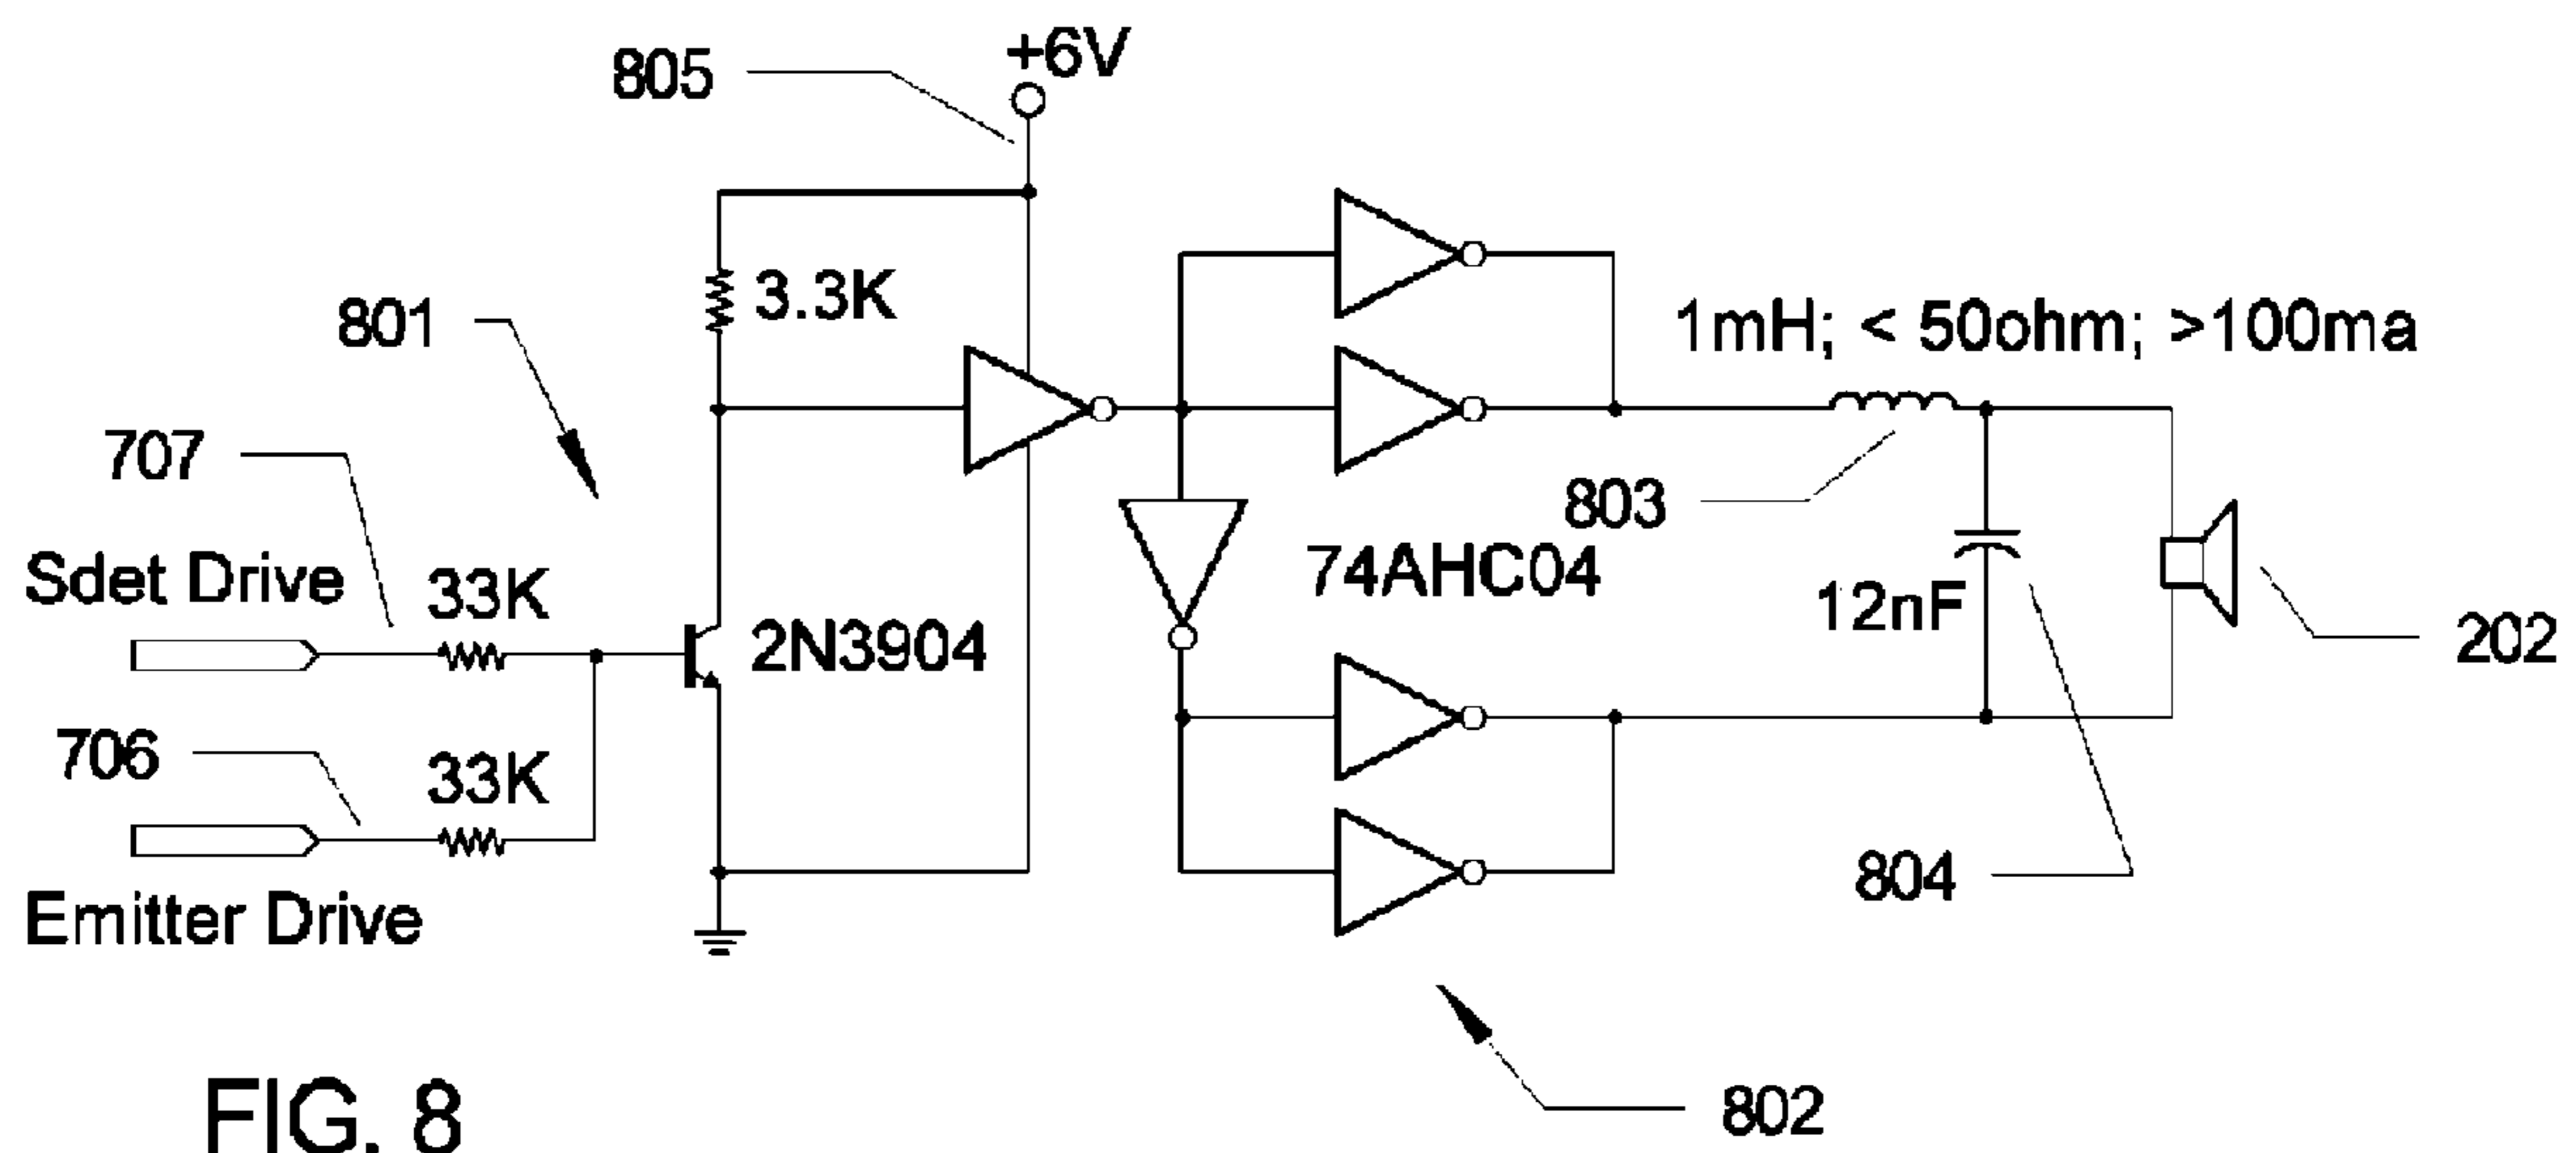 805
+6V
801
3.3K
1mH; < 50ohm; >100ma
707
803
Sdet Drive
33K
2N3904
74AHC04
12nF
202
706
33K
804
Emitter Drive
802
FIG. 8